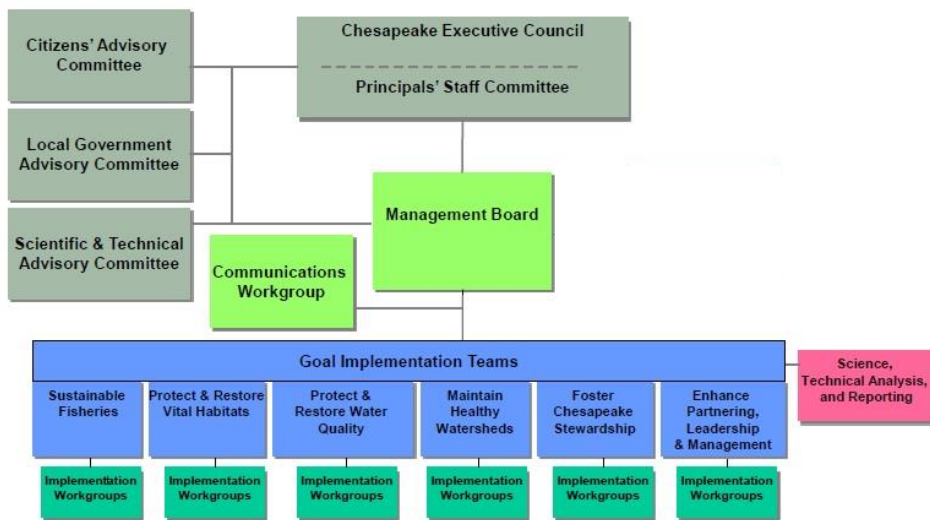 Citizens' Advisory
Committee
Chesapeake Executive Council
Principals' Staff Committee
Local Government
Advisory Committee
Scientific & Technical
Advisory Committee
Management Board
Communications
Workgroup
Goal Implementation Teams
Science,
Technical Analysis,
and Reporting
Sustainable
Fisheries
Protect & Restore
Vital Habitats
Protect &
Restore Water
Quality
Maintain
Healthy
Watersheds
Foster
Chesapeake
Stewardship
Enhance
Partnering,
Leadership
& Management
Implementation
Workgroups
Implementation
Workgroups
Implementation
Workgroups
Implementation
Workgroups
Implementation
Workgroups
Implementation
Workgroups